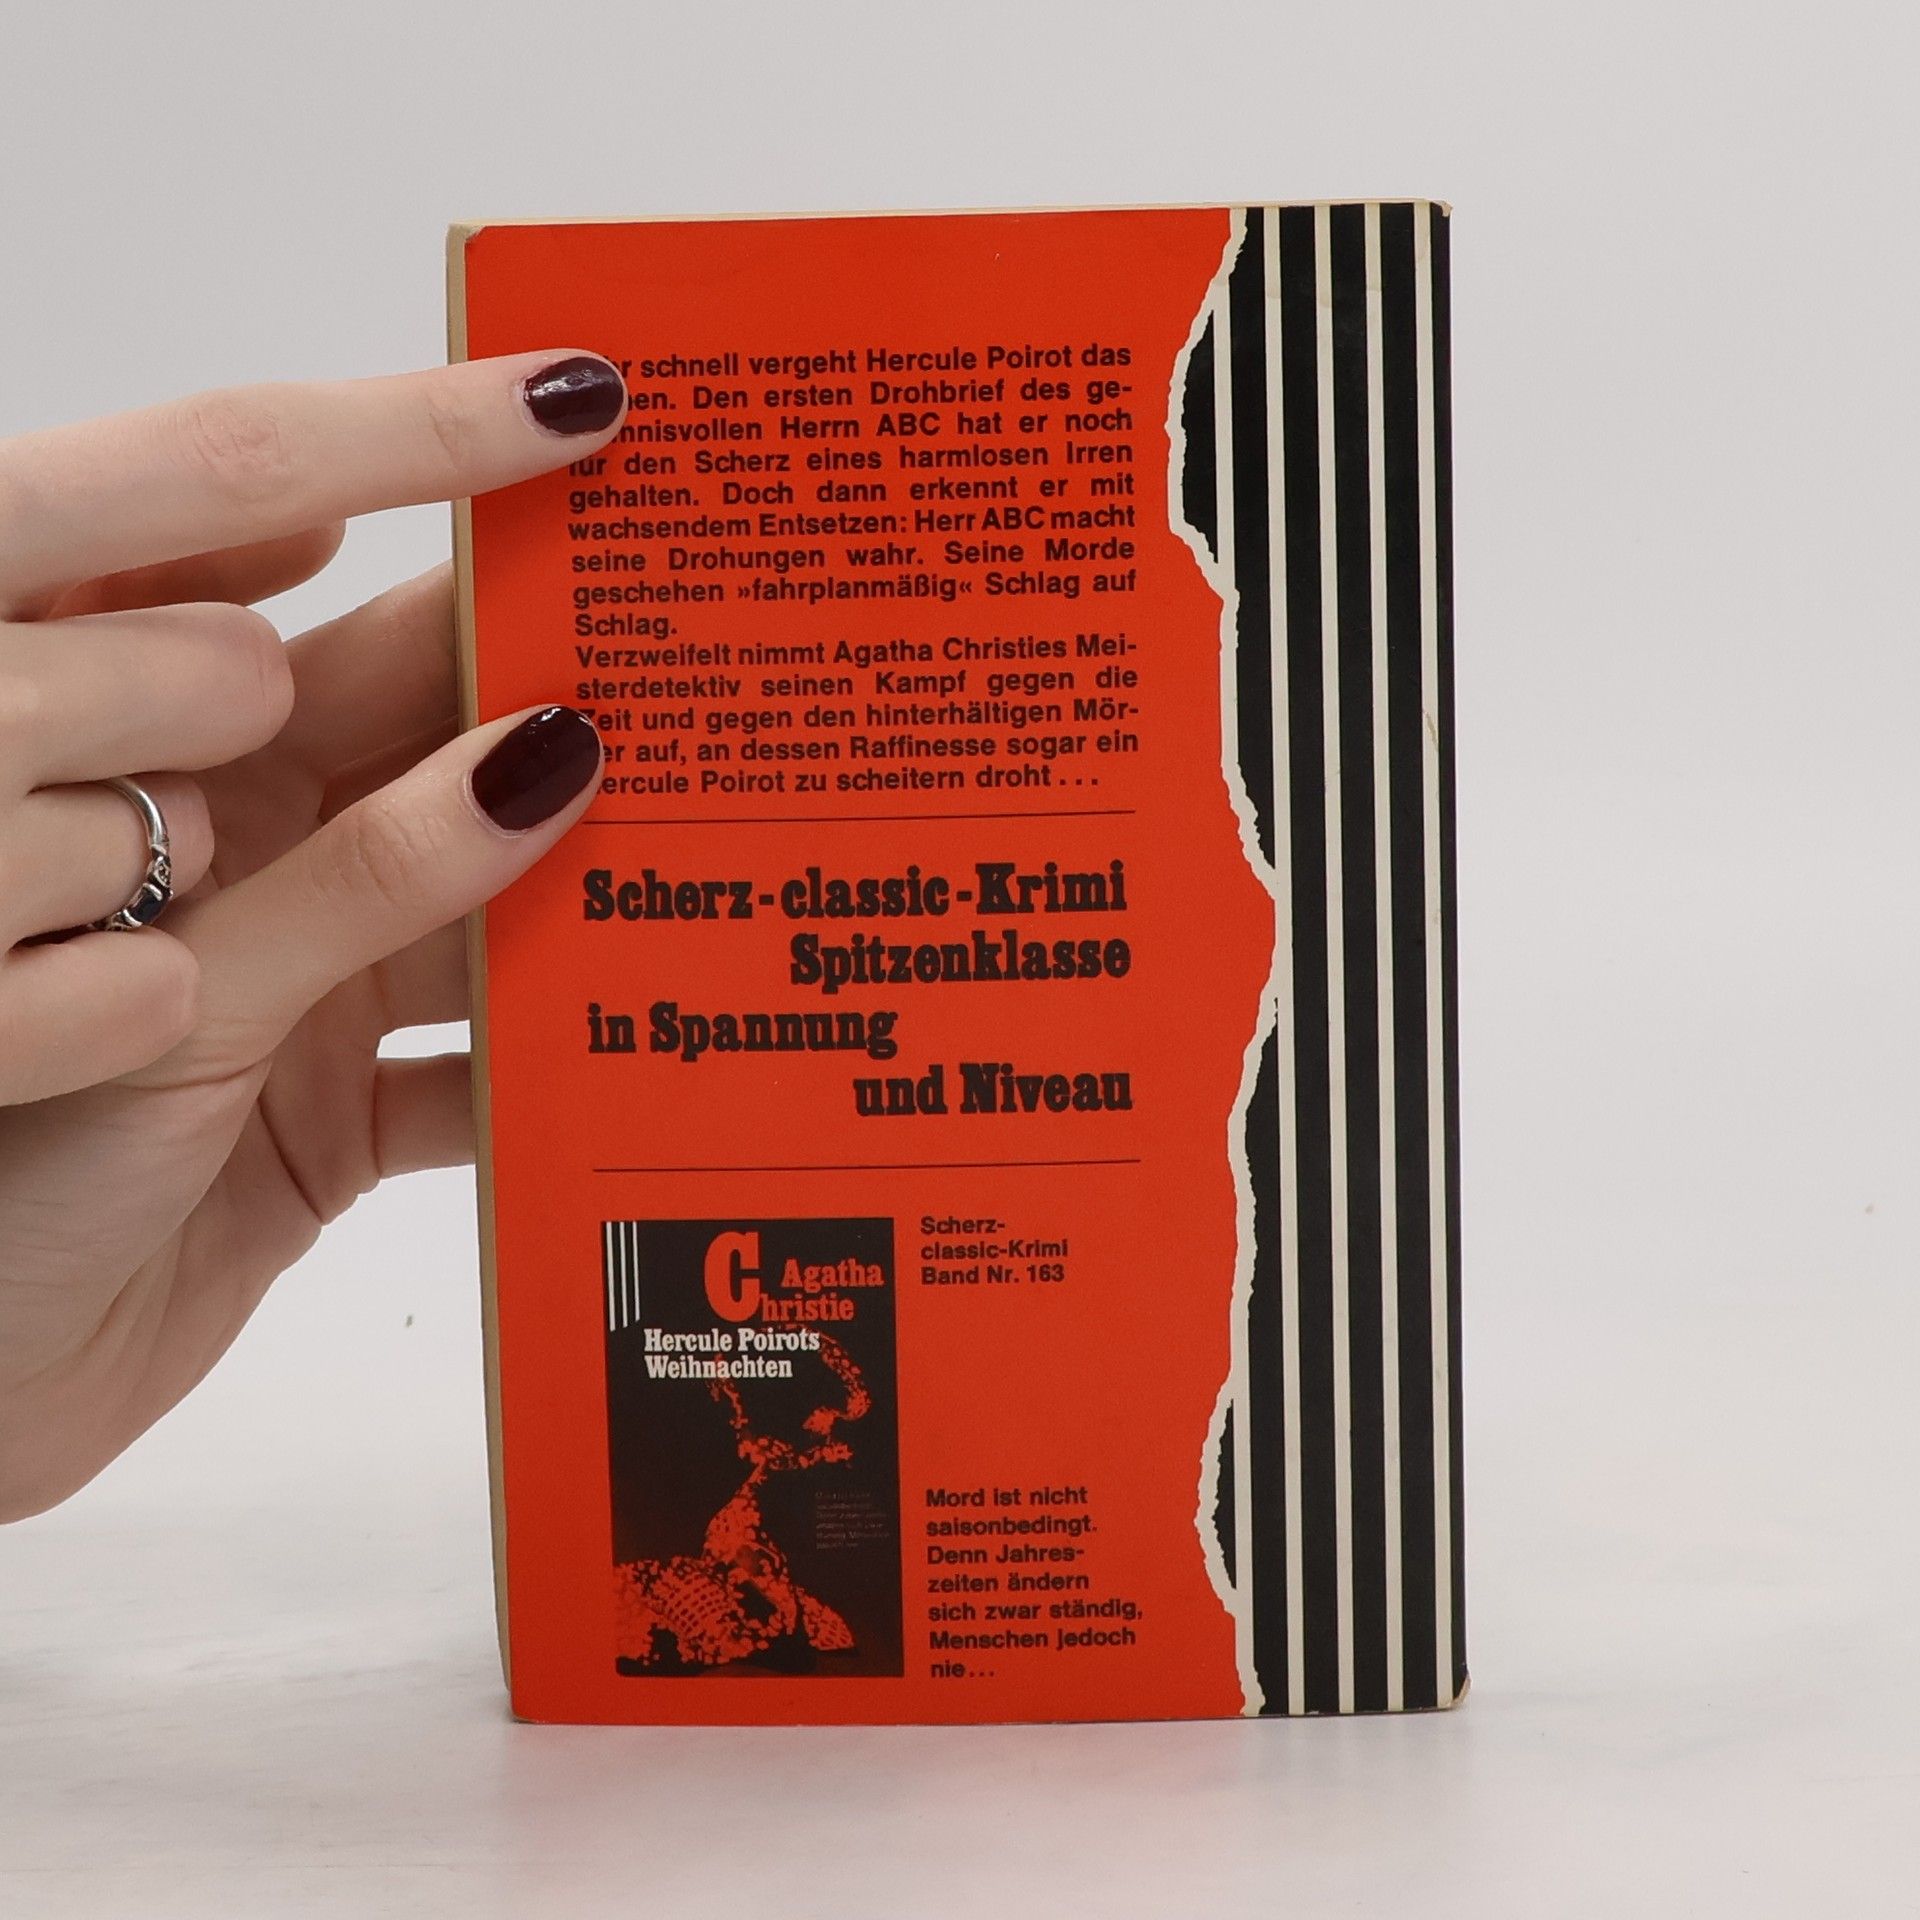 schnell vergeht Hercule Poirot das
Den ersten Drohbrief des ge-
Herrn ABC hat er noch
für den Scherz eines harmlosen Irren
gehalten. Doch dann erkennt er mit
wachsendem Entsetzen: Herr ABC macht
seine Drohungen wahr. Seine Morde
geschehen »fahrplanmäßig« Schlag auf
Schlag.
Verzweifelt nimmt Agatha Christies Mei-
sterdetektiv seinen Kampf gegen die
Zeit und gegen den hinterhältigen Mör-
auf, an dessen Raffinesse sogar ein
Hercule Poirot zu scheitern droht...
Scherz-classic-Krimi
Spitzenklasse
in Spannung
und Niveau
Agatha
Christie
Hercule Poirots
Weihnachten
Scherz-
classic-Krimi
Band Nr. 163
Mord ist nicht
saisonbedingt.
Denn Jahres-
zeiten ändern
sich zwar ständig,
Menschen jedoch
nie...